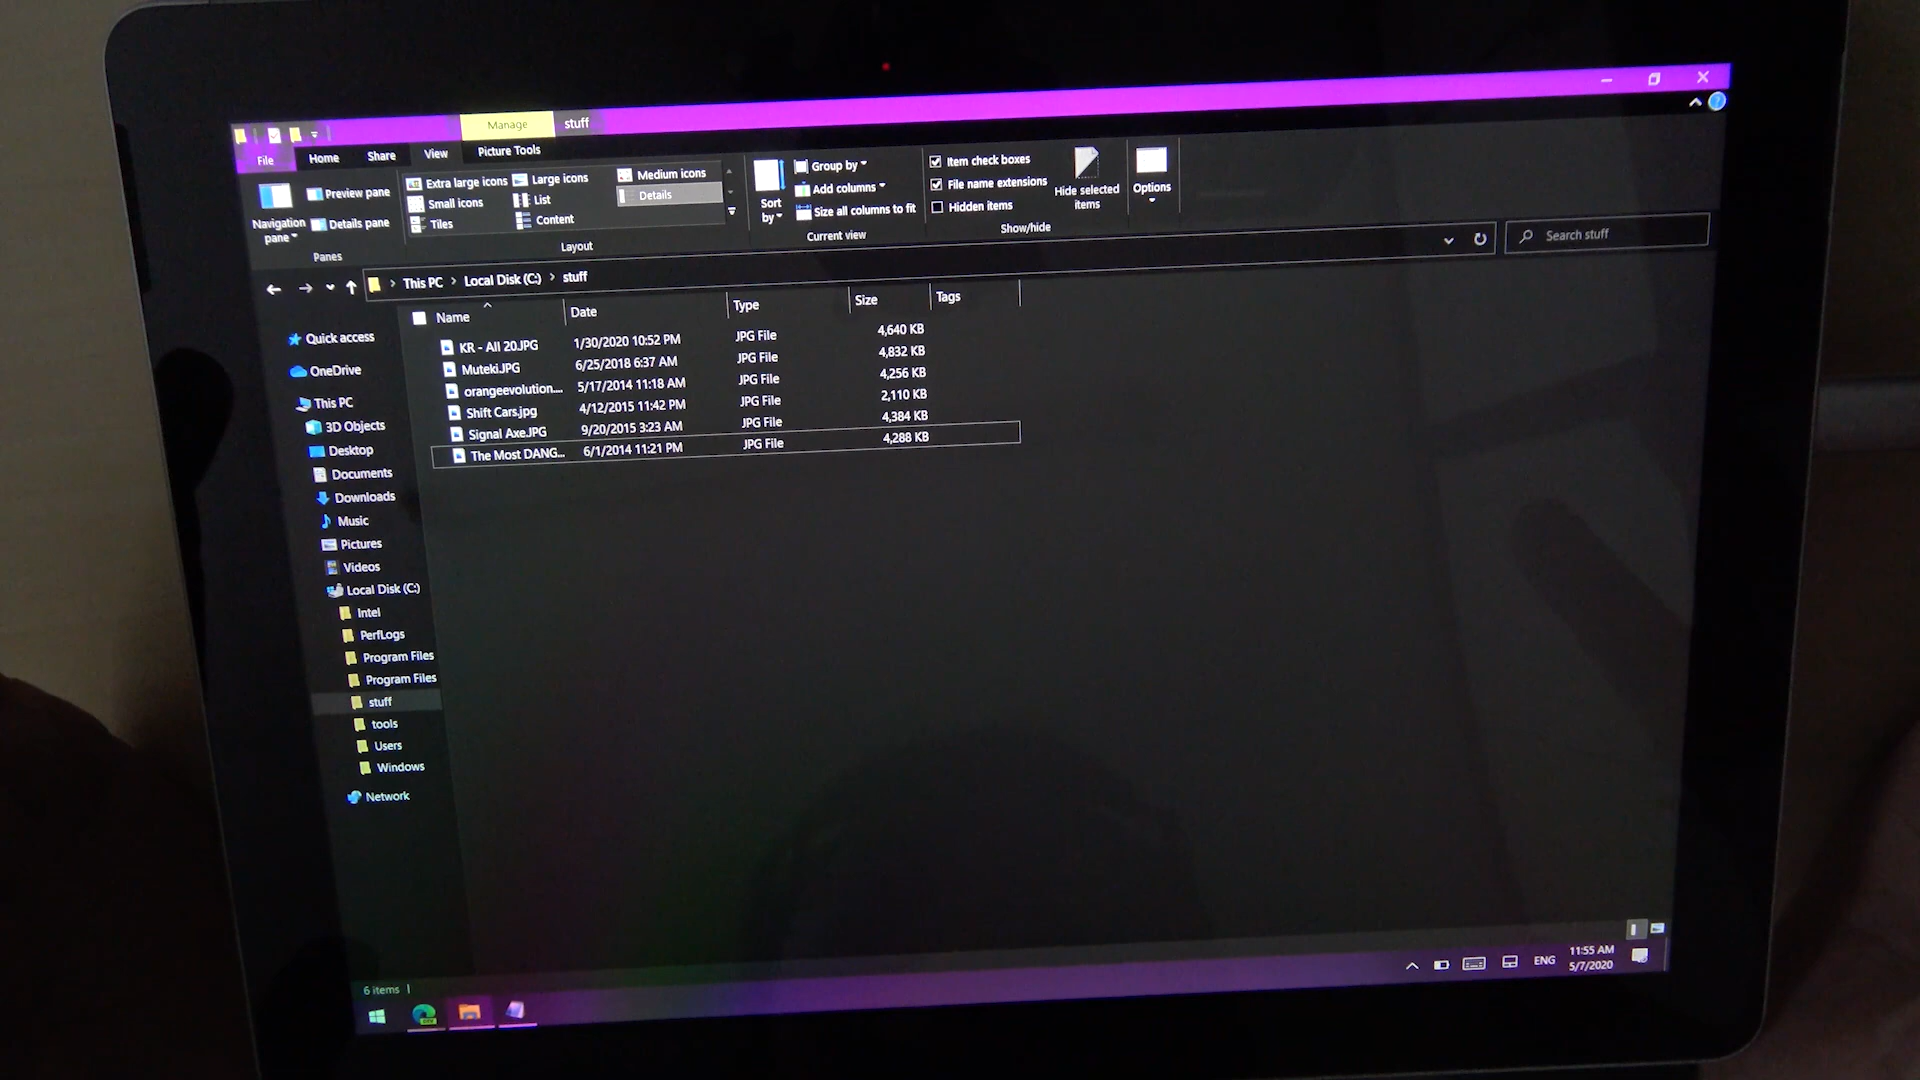 Manage stuff
File Home Share View Picture Tools
Navigation pane
Preview pane
Details pane
Panes
Extra large icons Large icons Medium icons
Small icons List Details
Tiles Content
Layout
Sort by
Group by
Add columns
Size all columns to fit
Current view
Item check boxes
File name extensions
Hidden items
Hide selected items
Show/hide
Options
This PC Local Disk (C:) stuff
Search stuff
Name Date Type Size Tags
KR - All 20.JPG 1/30/2020 10:52 PM JPG File 4,640 KB
Muteki.JPG 6/25/2018 6:37 AM JPG File 4,832 KB
orangeevolution.... 5/17/2014 11:18 AM JPG File 4,256 KB
Shift Cars.jpg 4/12/2015 11:42 PM JPG File 2,110 KB
Signal Axe.JPG 9/20/2015 3:23 AM JPG File 4,384 KB
The Most DANG... 6/1/2014 11:21 PM JPG File 4,288 KB
Quick access
OneDrive
This PC
3D Objects
Desktop
Documents
Downloads
Music
Pictures
Videos
Local Disk (C:)
Intel
PerfLogs
Program Files
Program Files
stuff
tools
Users
Windows
Network
6 items
ENG
11:55 AM
5/7/2020